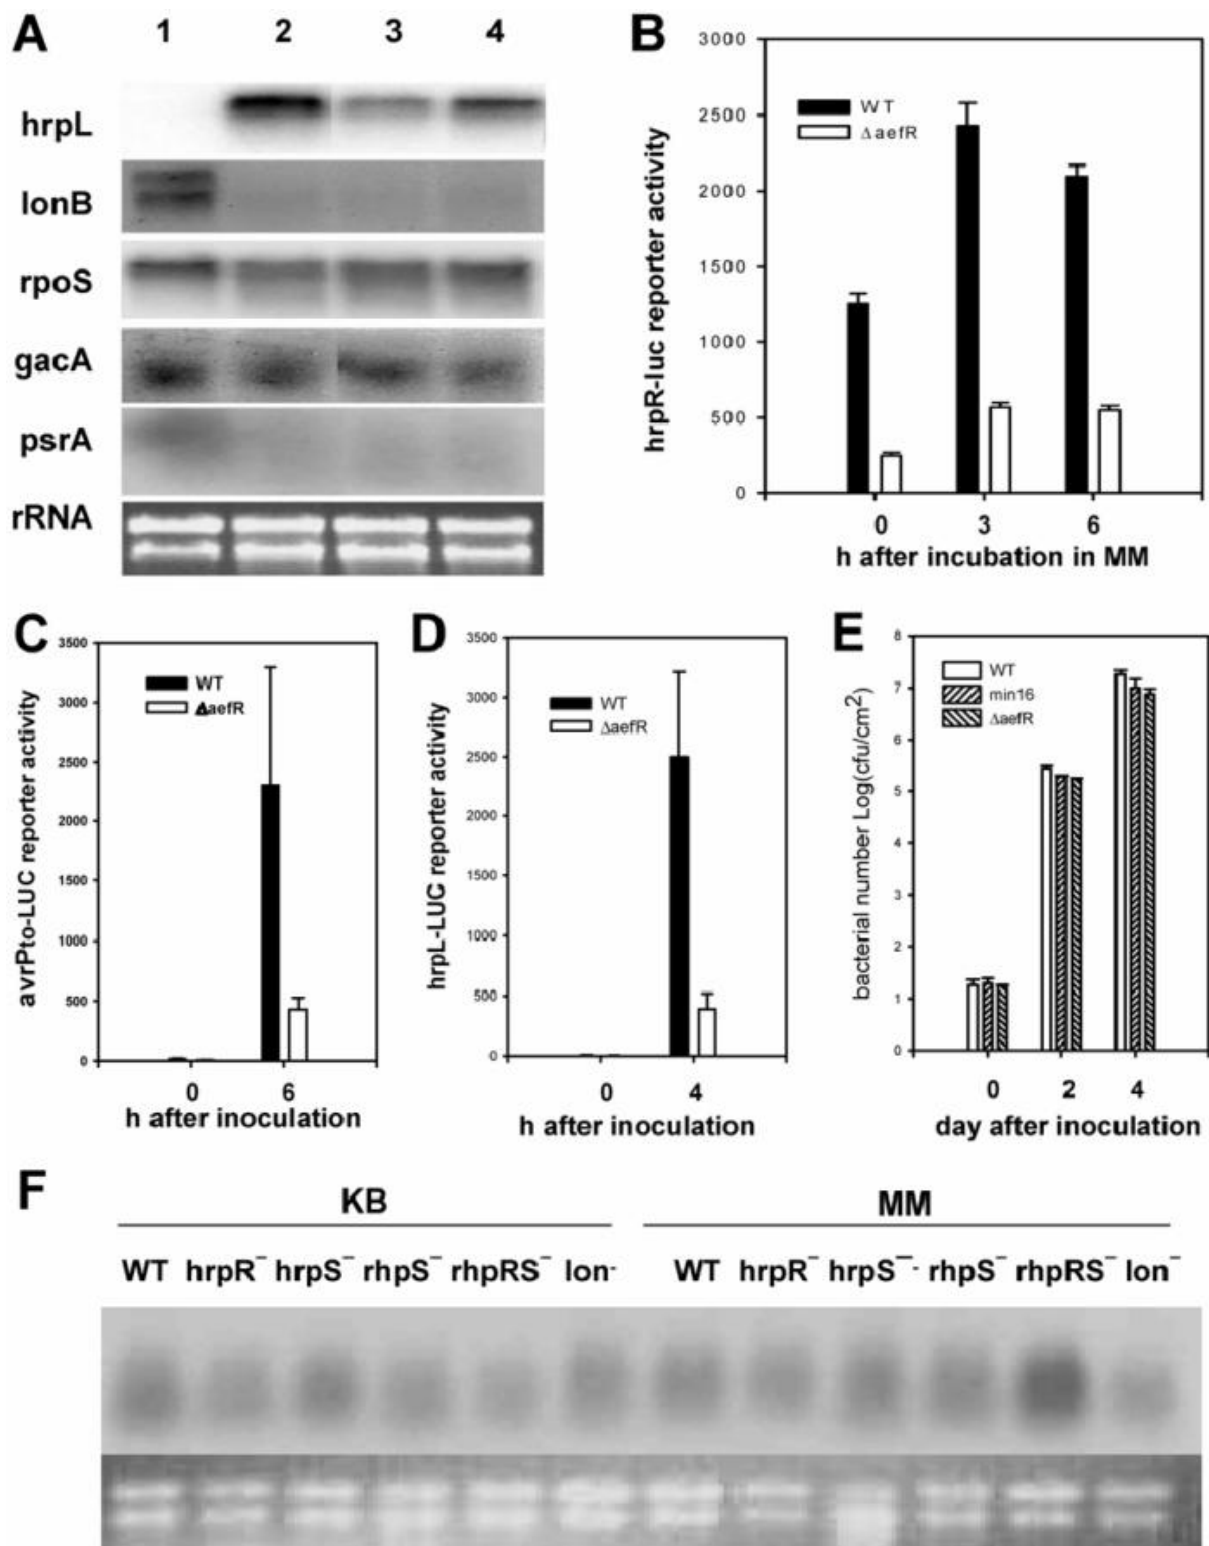 A
1 2 3 4
hrpL
lonB
rpoS
gacA
psrA
rRNA
B
3000
2500
2000
1500
1000
500
0
hrpR-luc reporter activity
WT
ΔaefR
0 3 6
h after incubation in MM
C
3500
3000
2500
2000
1500
1000
500
0
avrPto-LUC reporter activity
WT
ΔaefR
0 6
h after inoculation
D
3500
3000
2500
2000
1500
1000
500
0
hrpL-LUC reporter activity
WT
ΔaefR
0 4
h after inoculation
E
8
7
6
5
4
3
2
1
0
bacterial number Log(cfu/cm²)
WT
min16
ΔaefR
0 2 4
day after inoculation
F
KB MM
WT hrpR⁻ hrpS⁻ rhpS⁻ rhpRS⁻ lon- WT hrpR⁻ hrpS⁻- rhpS⁻ rhpRS⁻ lon⁻